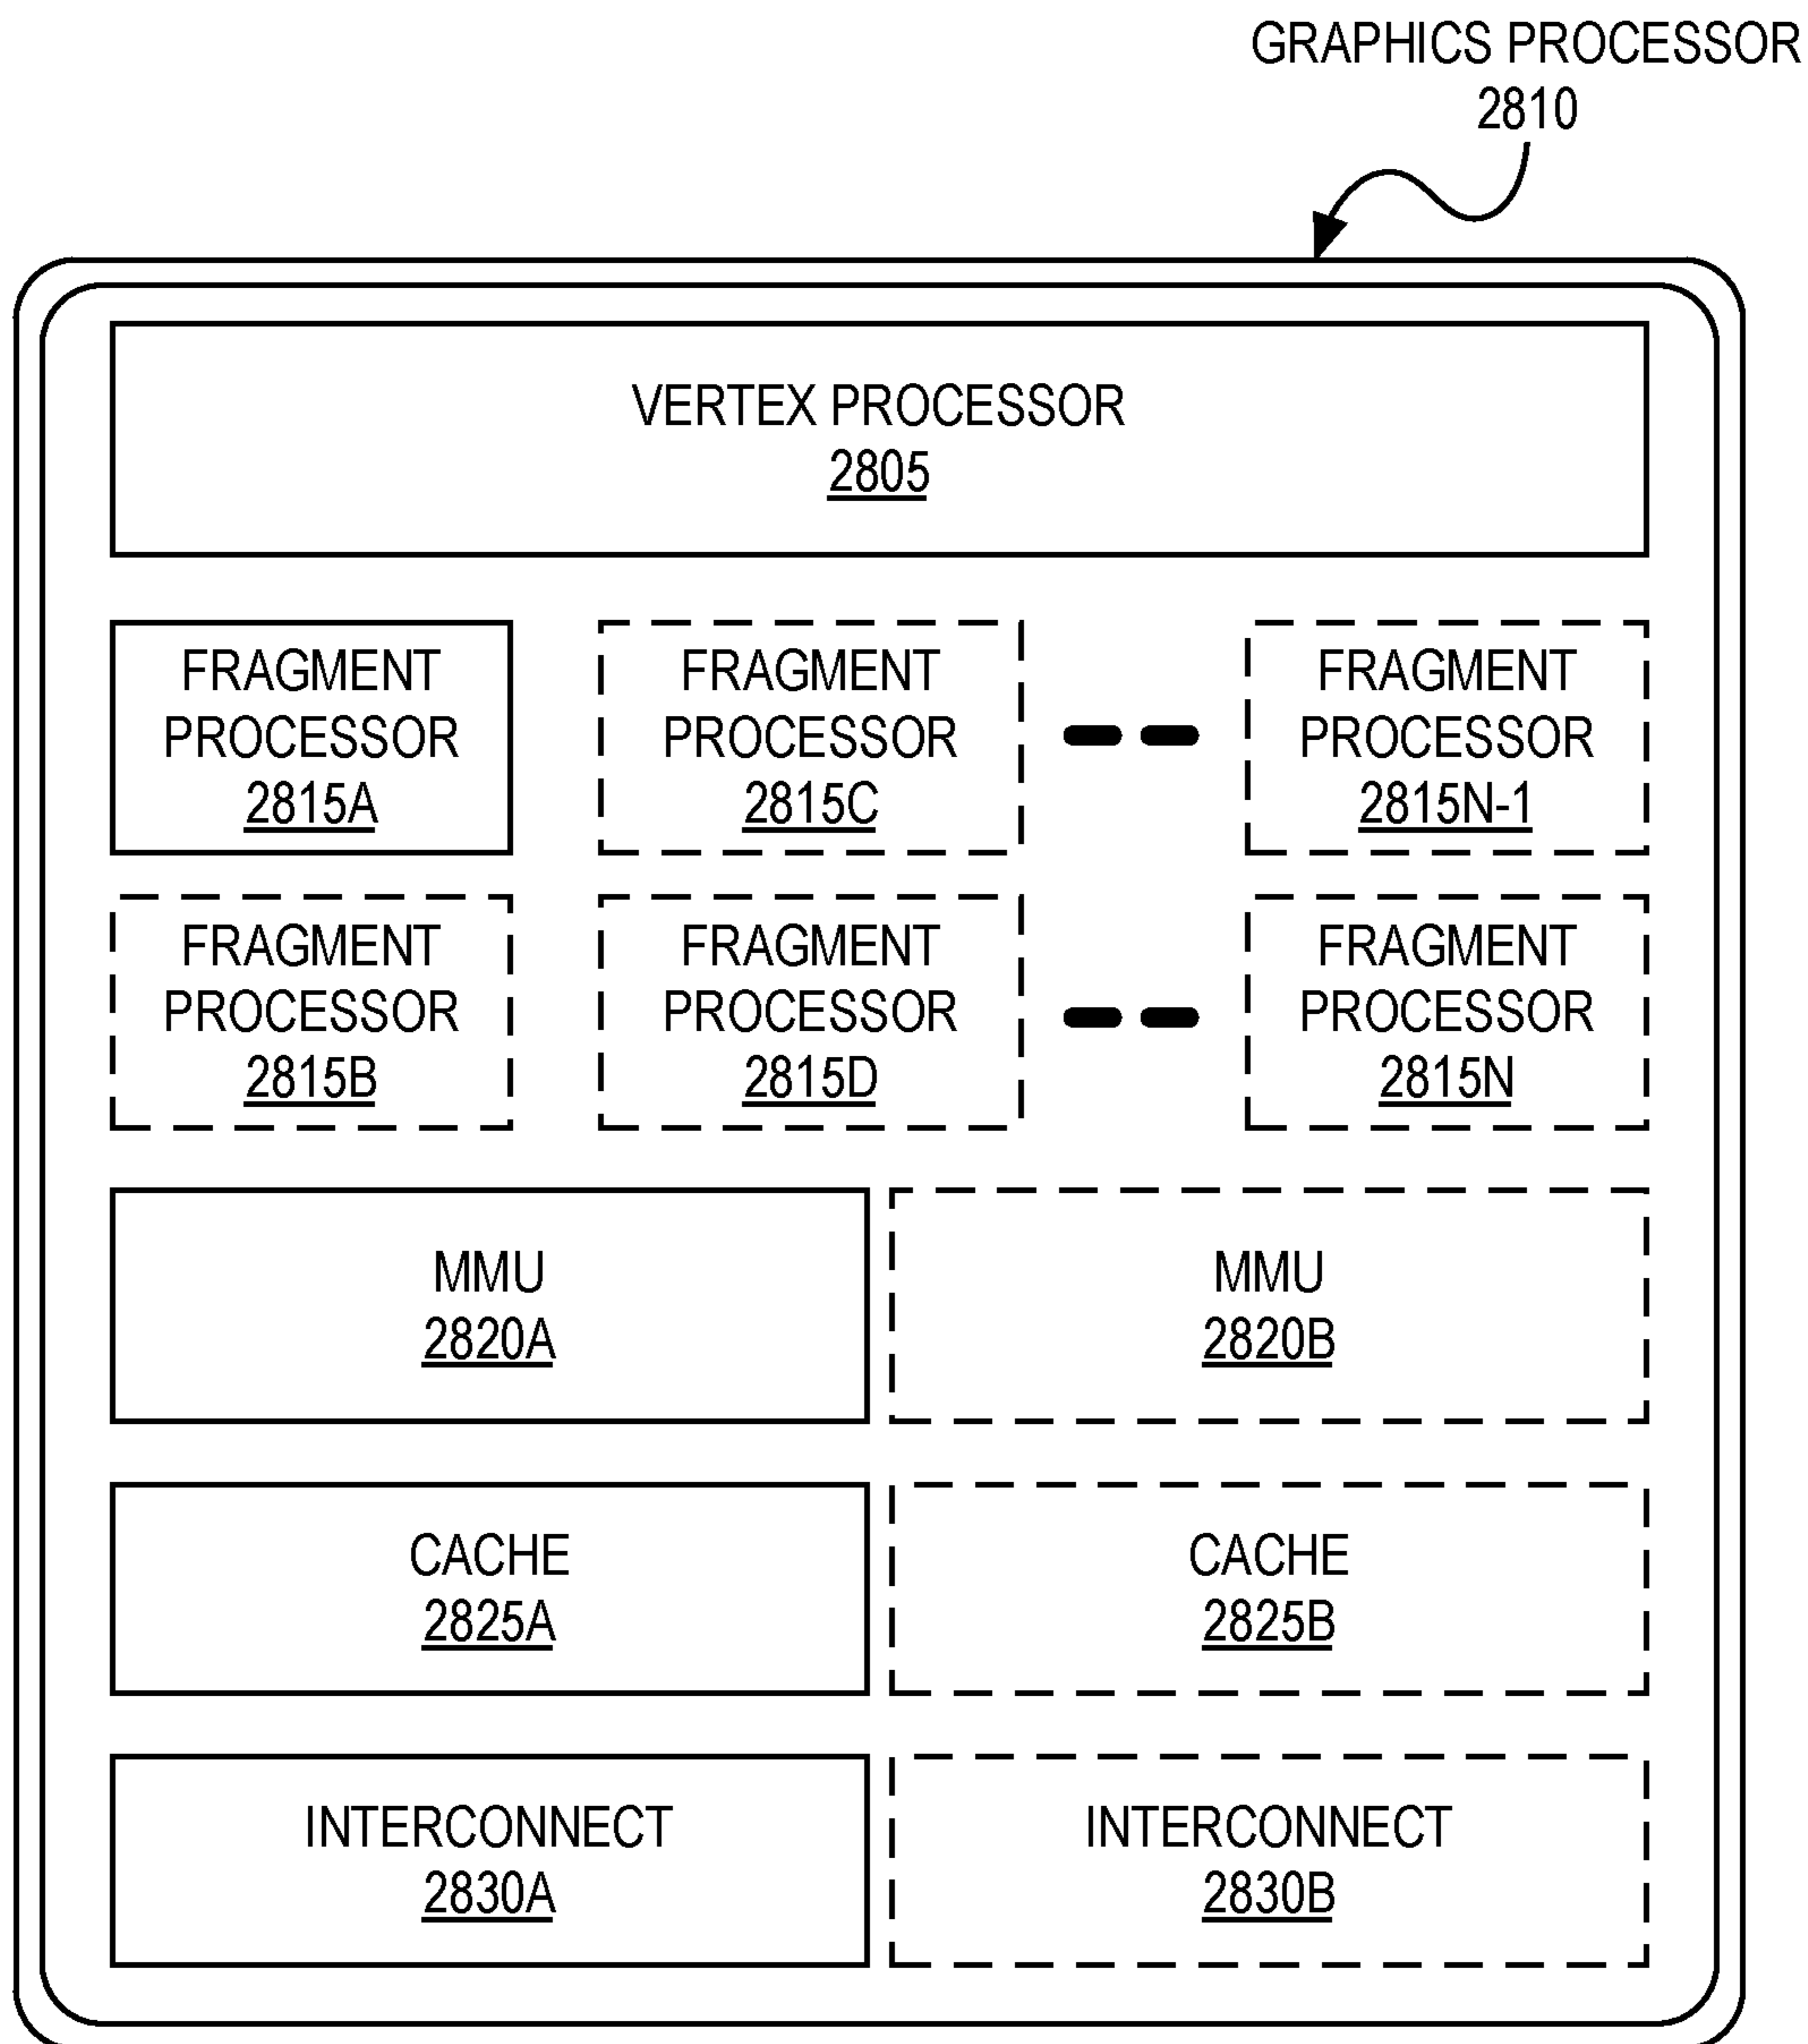 GRAPHICS PROCESSOR
2810
VERTEX PROCESSOR
2805
FRAGMENT
PROCESSOR
2815A
FRAGMENT
PROCESSOR
2815C
FRAGMENT
PROCESSOR
2815N-1
FRAGMENT
PROCESSOR
2815B
FRAGMENT
PROCESSOR
2815D
FRAGMENT
PROCESSOR
2815N
MMU
2820A
MMU
2820B
CACHE
2825A
CACHE
2825B
INTERCONNECT
2830A
INTERCONNECT
2830B